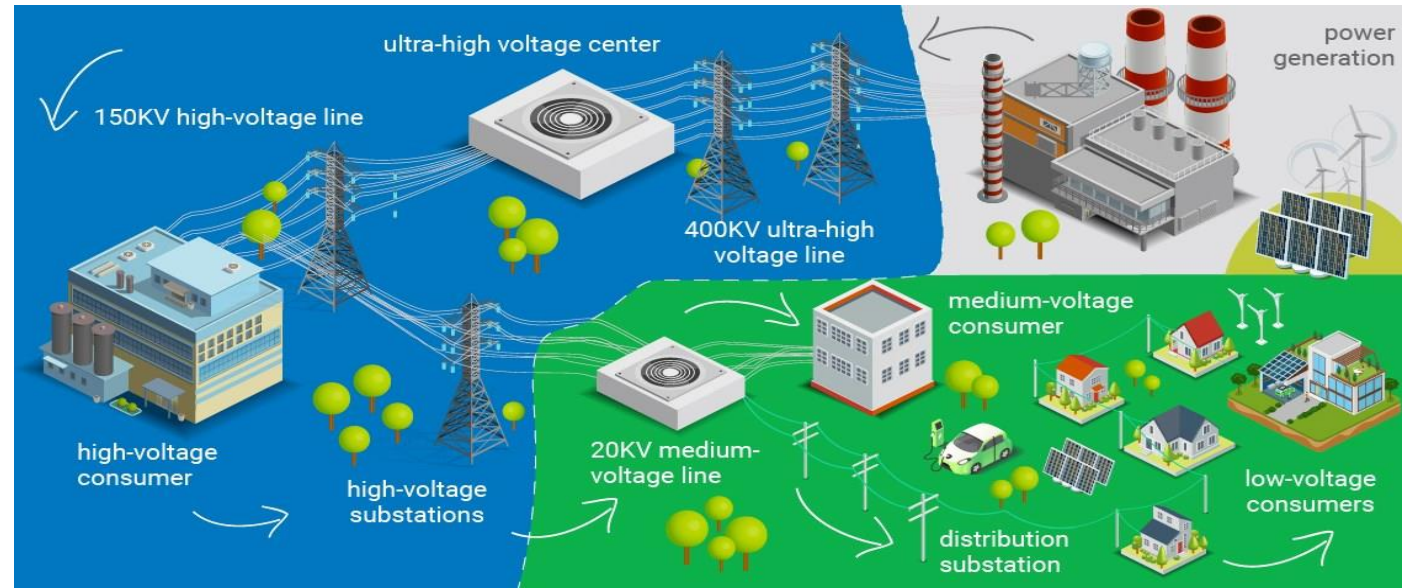 ultra-high voltage center
power
generation
150KV high-voltage line
400KV ultra-high
voltage line
high-voltage
consumer
high-voltage
substations
20KV medium-
voltage line
medium-voltage
consumer
distribution
substation
low-voltage
consumers